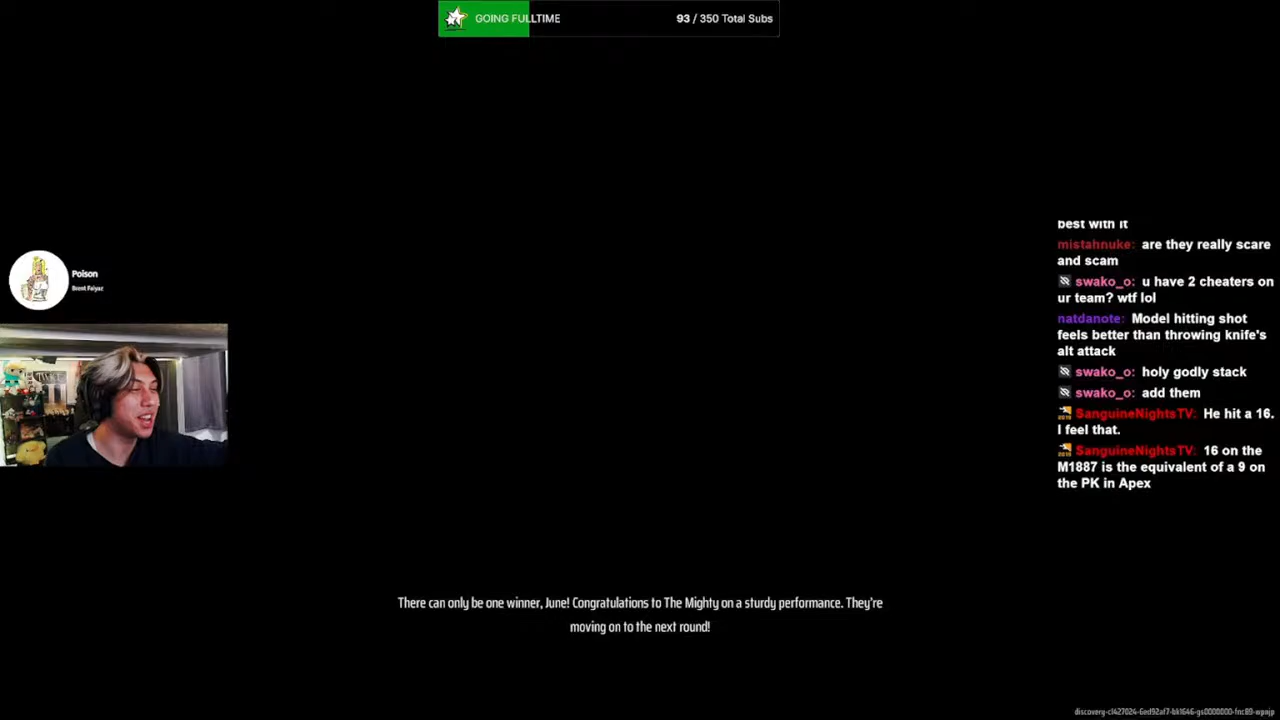 GOING FULLTIME 93 / 350 Total Subs
best with it
mistahnuke: are they really scare
and scam
swako_o: u have 2 cheaters on
ur team? wtf lol
natdanote: Model hitting shot
feels better than throwing knife's
alt attack
swako_o: holy godly stack
swako_o: add them
SanguineNightsTV: He hit a 16.
I feel that.
SanguineNightsTV: 16 on the
M1887 is the equivalent of a 9 on
the PK in Apex
Poison
Brent Faiyaz
There can only be one winner, June! Congratulations to The Mighty on a sturdy performance. They're
moving on to the next round!